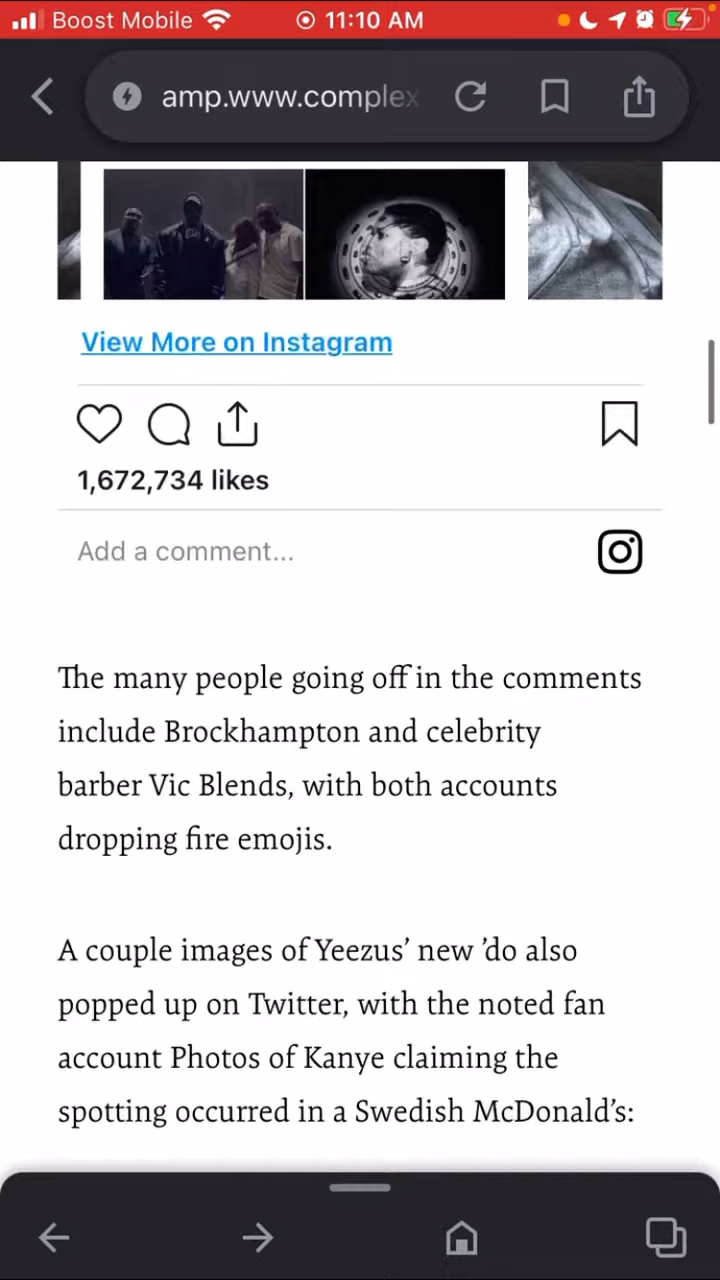 Boost Mobile
11:10 AM
amp.www.complex
View More on Instagram
1,672,734 likes
Add a comment...
The many people going off in the comments
include Brockhampton and celebrity
barber Vic Blends, with both accounts
dropping fire emojis.
A couple images of Yeezus’ new ’do also
popped up on Twitter, with the noted fan
account Photos of Kanye claiming the
spotting occurred in a Swedish McDonald’s: